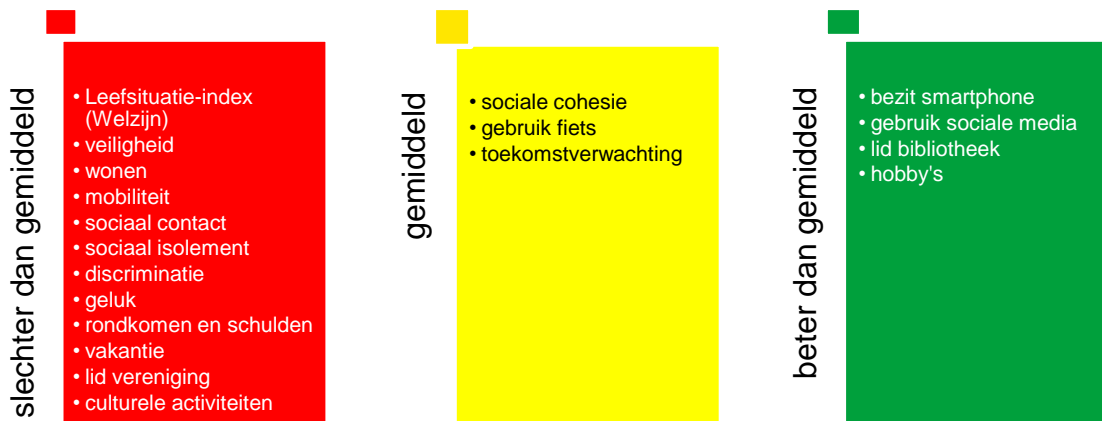 slechter dan gemiddeld
• Leefsituatie-index
(Welzijn)
• veiligheid
• wonen
• mobiliteit
• sociaal contact
• sociaal isolement
• discriminatie
• geluk
• rondkomen en schulden
• vakantie
• lid vereniging
• culturele activiteiten
gemiddeld
• sociale cohesie
• gebruik fiets
• toekomstverwachting
beter dan gemiddeld
• bezit smartphone
• gebruik sociale media
• lid bibliotheek
• hobby's